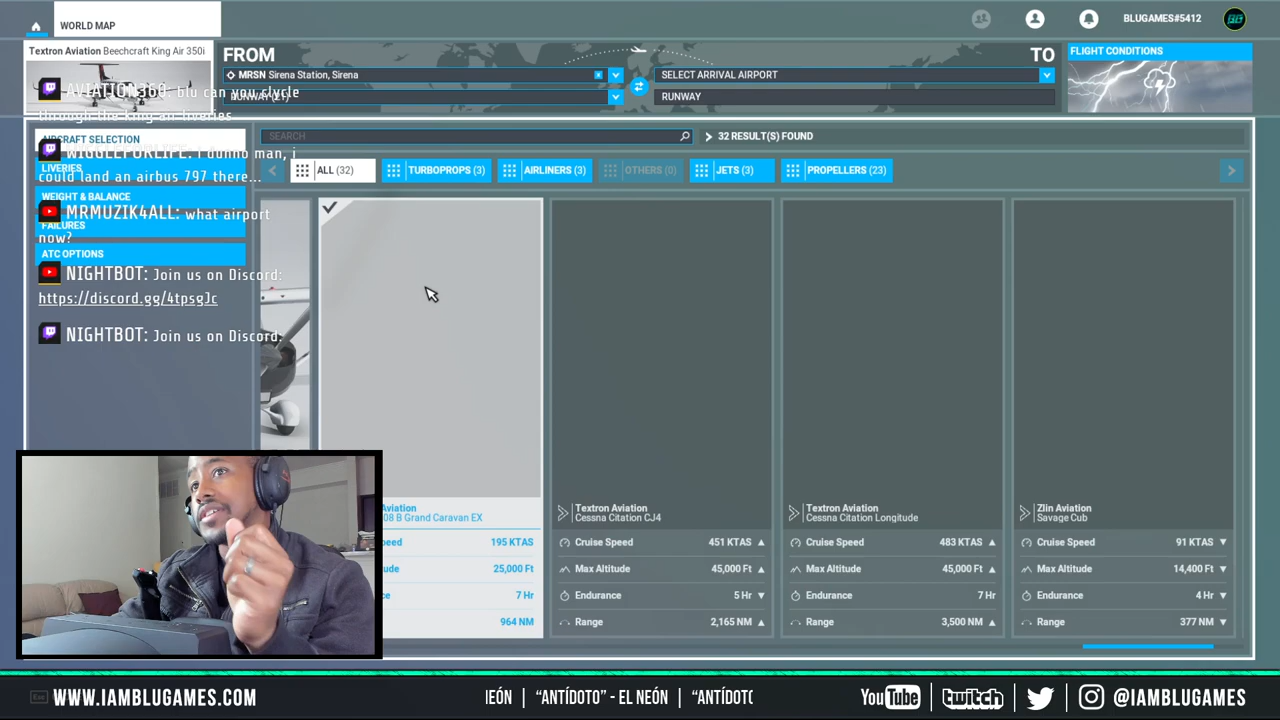 WORLD MAP
BLUGAMES#5412
Textron Aviation Beechcraft King Air 350i
FROM
MRSN Sirena Station, Sirena
TO
SELECT ARRIVAL AIRPORT
RUNWAY
FLIGHT CONDITIONS
AVIATION360: blu can you clycle
through the king air liveries
WIGGLEFORLIFE: i dunno man, i
could land an airbus 797 there...
MRMUZIK4ALL: what airport
now?
NIGHTBOT: Join us on Discord:
https://discord.gg/4tpsgJc
NIGHTBOT: Join us on Discord:
AIRCRAFT SELECTION
LIVERIES
WEIGHT & BALANCE
FAILURES
ATC OPTIONS
SEARCH
32 RESULT(S) FOUND
ALL (32)
TURBOPROPS (3)
AIRLINERS (3)
OTHERS (0)
JETS (3)
PROPELLERS (23)
Aviation
08 B Grand Caravan EX
eed 195 KTAS
ude 25,000 Ft
ce 7 Hr
964 NM
Textron Aviation
Cessna Citation CJ4
Cruise Speed 451 KTAS
Max Altitude 45,000 Ft
Endurance 5 Hr
Range 2,165 NM
Textron Aviation
Cessna Citation Longitude
Cruise Speed 483 KTAS
Max Altitude 45,000 Ft
Endurance 7 Hr
Range 3,500 NM
Zlin Aviation
Savage Cub
Cruise Speed 91 KTAS
Max Altitude 14,400 Ft
Endurance 4 Hr
Range 377 NM
WWW.IAMBLUGAMES.COM
IEÓN | “ANTÍDOTO” - EL NEÓN | “ANTÍDOTO
YouTube
twitch
@IAMBLUGAMES